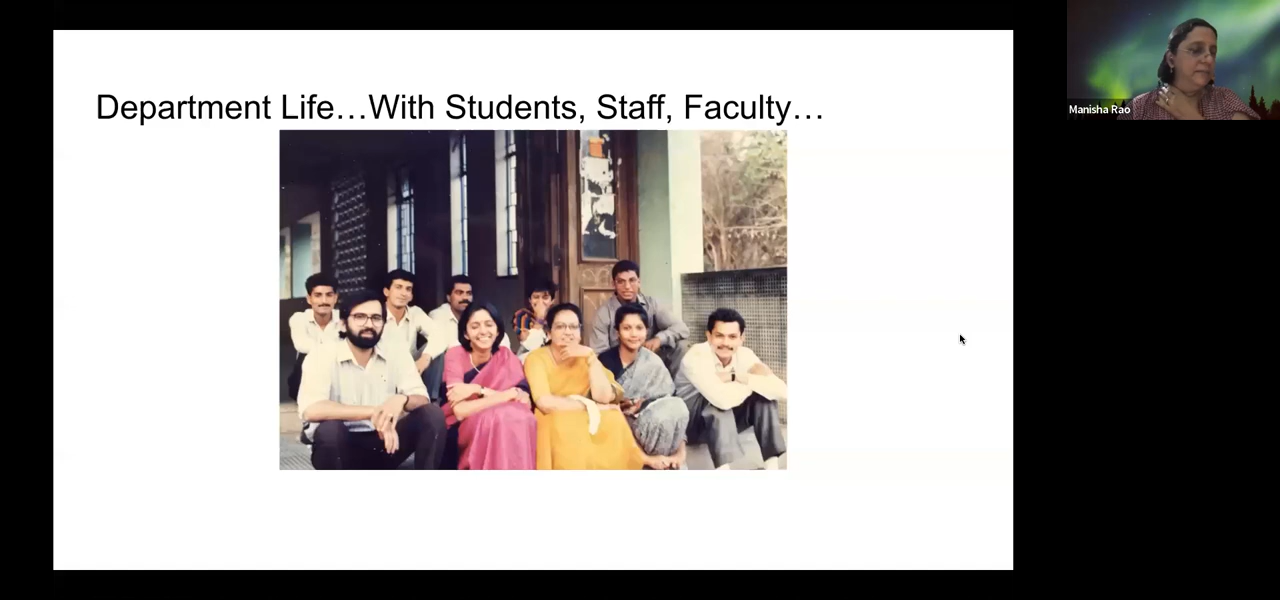 Department Life…With Students, Staff, Faculty…
Manisha Rao